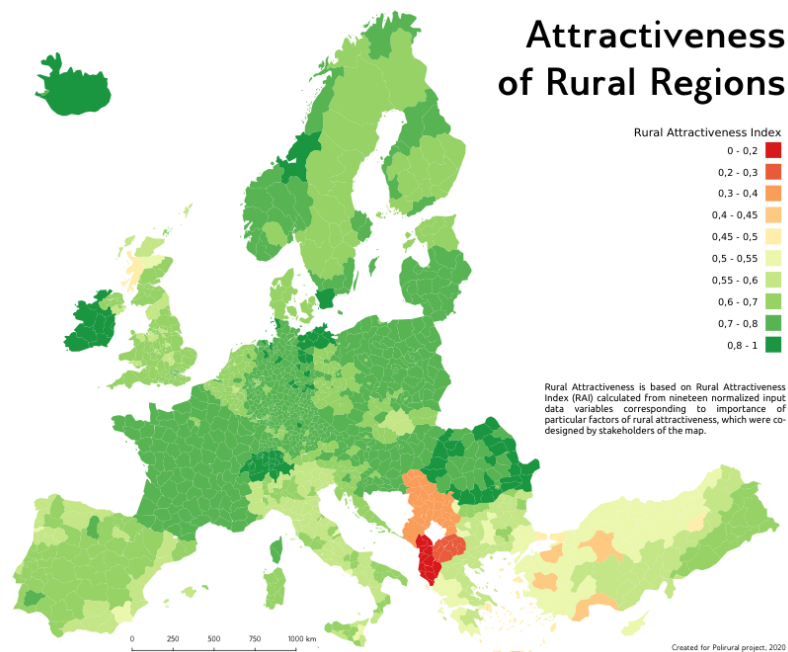 Attractiveness
of Rural Regions
Rural Attractiveness Index
0 - 0,2
0,2 - 0,3
0,3 - 0,4
0,4 - 0,45
0,45 - 0,5
0,5 - 0,55
0,55 - 0,6
0,6 - 0,7
0,7 - 0,8
0,8 - 1
Rural Attractiveness is based on Rural Attractiveness
Index (RAI) calculated from nineteen normalized input
data variables corresponding to importance of
particular factors of rural attractiveness, which were co-
designed by stakeholders of the map.
0 250 500 750 1000 km
Created for Polirural project, 2020